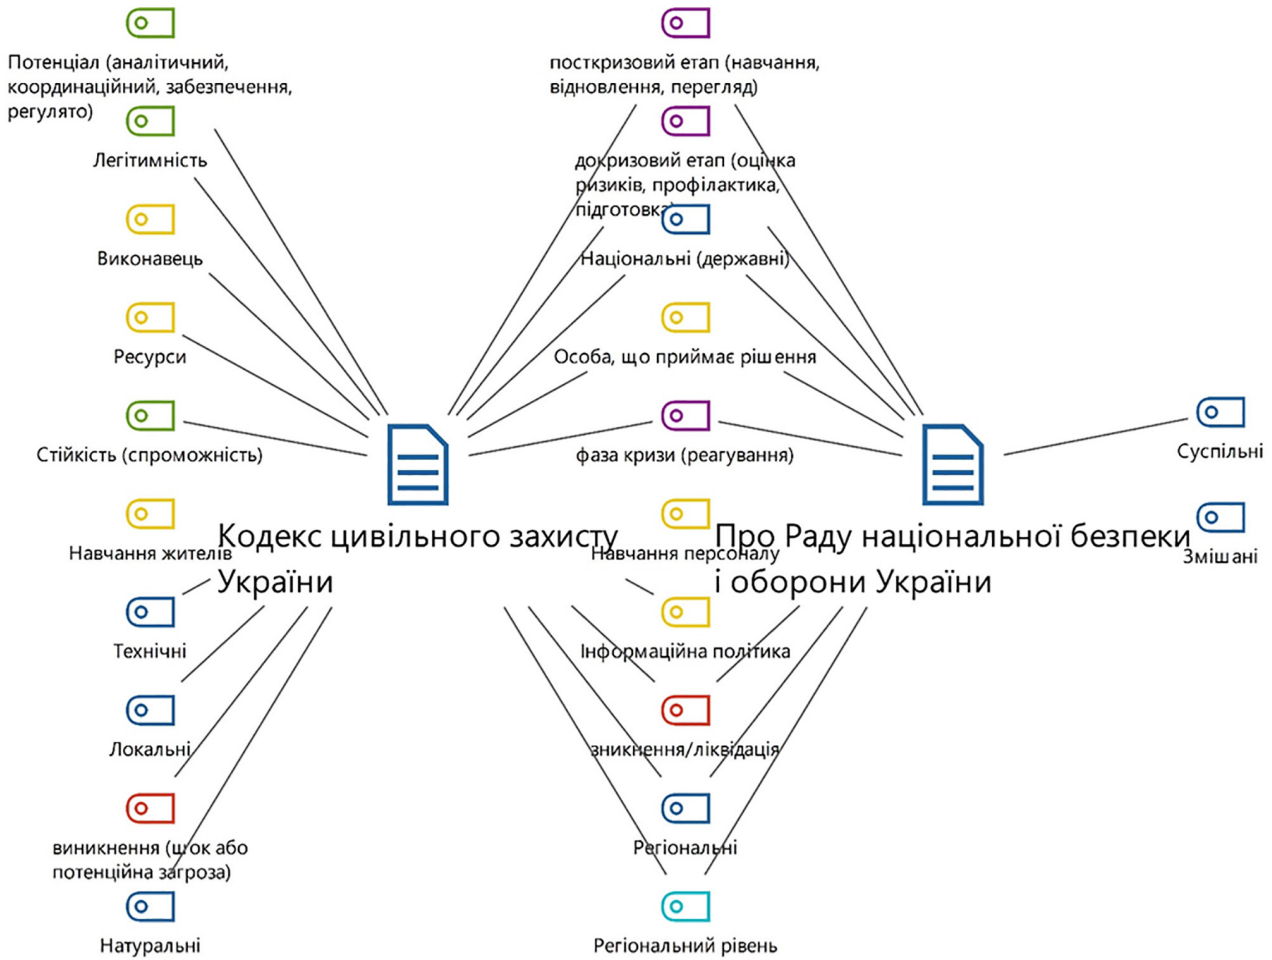 Потенціал (аналітичний,
координаційний, забезпечення,
регулято)
Легітимність
Виконавець
Ресурси
Стійкість (спроможність)
Навчання жителів
Технічні
Локальні
виникнення (шок або
потенційна загроза)
Натуральні
Кодекс цивільного захисту
України
посткризовий етап (навчання,
відновлення, перегляд)
докризовий етап (оцінка
ризиків, профілактика,
підготовка)
Національні (державні)
Особа, що приймає рішення
фаза кризи (реагування)
Навчання персоналу
Інформаційна політика
зникнення/ліквідація
Регіональні
Регіональний рівень
Про Раду національної безпеки
і оборони України
Суспільні
Змішані